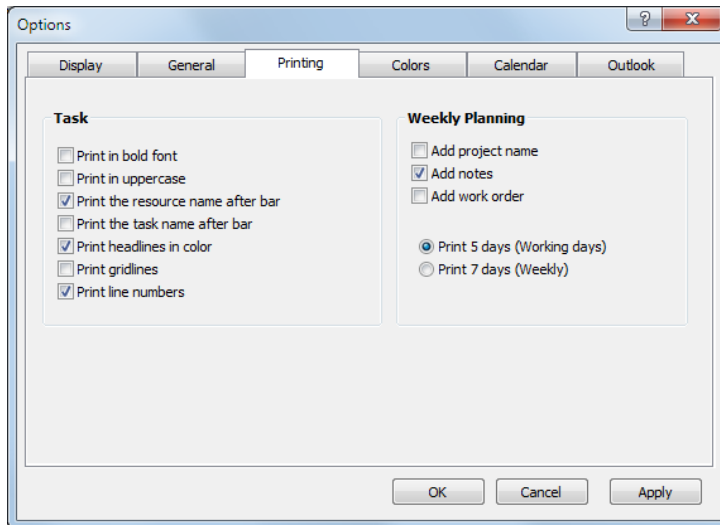 Options
Display General Printing Colors Calendar Outlook
Task
Print in bold font
Print in uppercase
Print the resource name after bar
Print the task name after bar
Print headlines in color
Print gridlines
Print line numbers
Weekly Planning
Add project name
Add notes
Add work order
Print 5 days (Working days)
Print 7 days (Weekly)
OK Cancel Apply